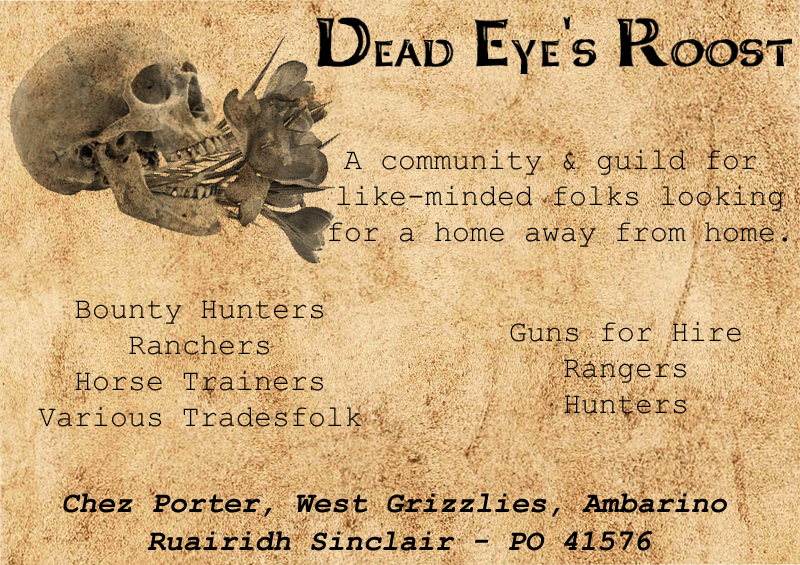 Dead Eye's Roost
A community & guild for
like-minded folks looking
for a home away from home.
Bounty Hunters
Ranchers
Horse Trainers
Various Tradesfolk
Guns for Hire
Rangers
Hunters
Chez Porter, West Grizzlies, Ambarino
Ruairidh Sinclair - PO 41576